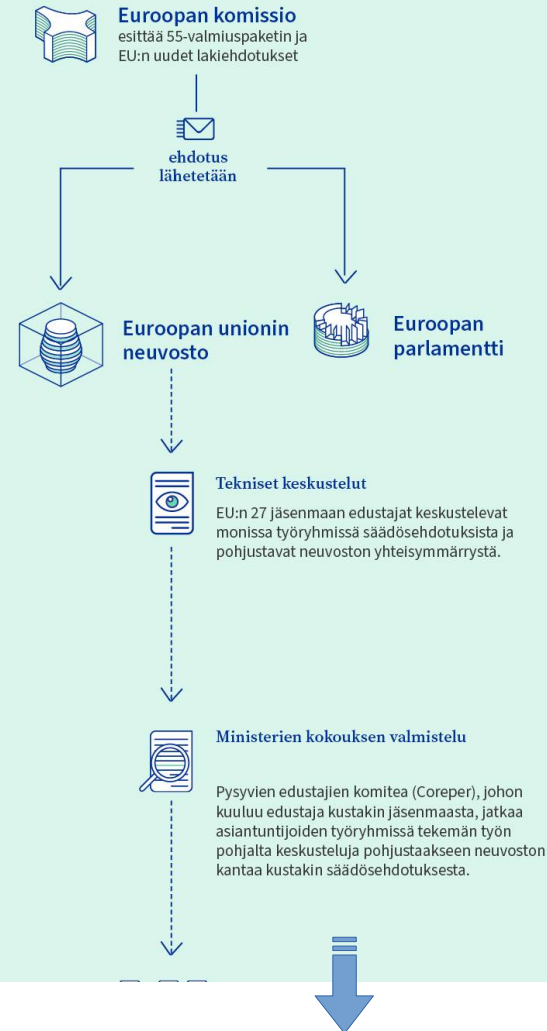 Euroopan komissio
esittää 55-valmiuspaketin ja
EU:n uudet lakiehdotukset
ehdotus
lähetetään
Euroopan unionin
neuvosto
Euroopan
parlamentti
Tekniset keskustelut
EU:n 27 jäsenmaan edustajat keskustelevat
monissa työryhmissä säädösehdotuksista ja
pohjustavat neuvoston yhteisymmärrystä.
Ministerien kokouksen valmistelu
Pysyvien edustajien komitea (Coreper), johon
kuuluu edustaja kustakin jäsenmaasta, jatkaa
asiantuntijoiden työryhmissä tekemän työn
pohjalta keskusteluja pohjustaakseen neuvoston
kantaa kustakin säädösehdotuksesta.